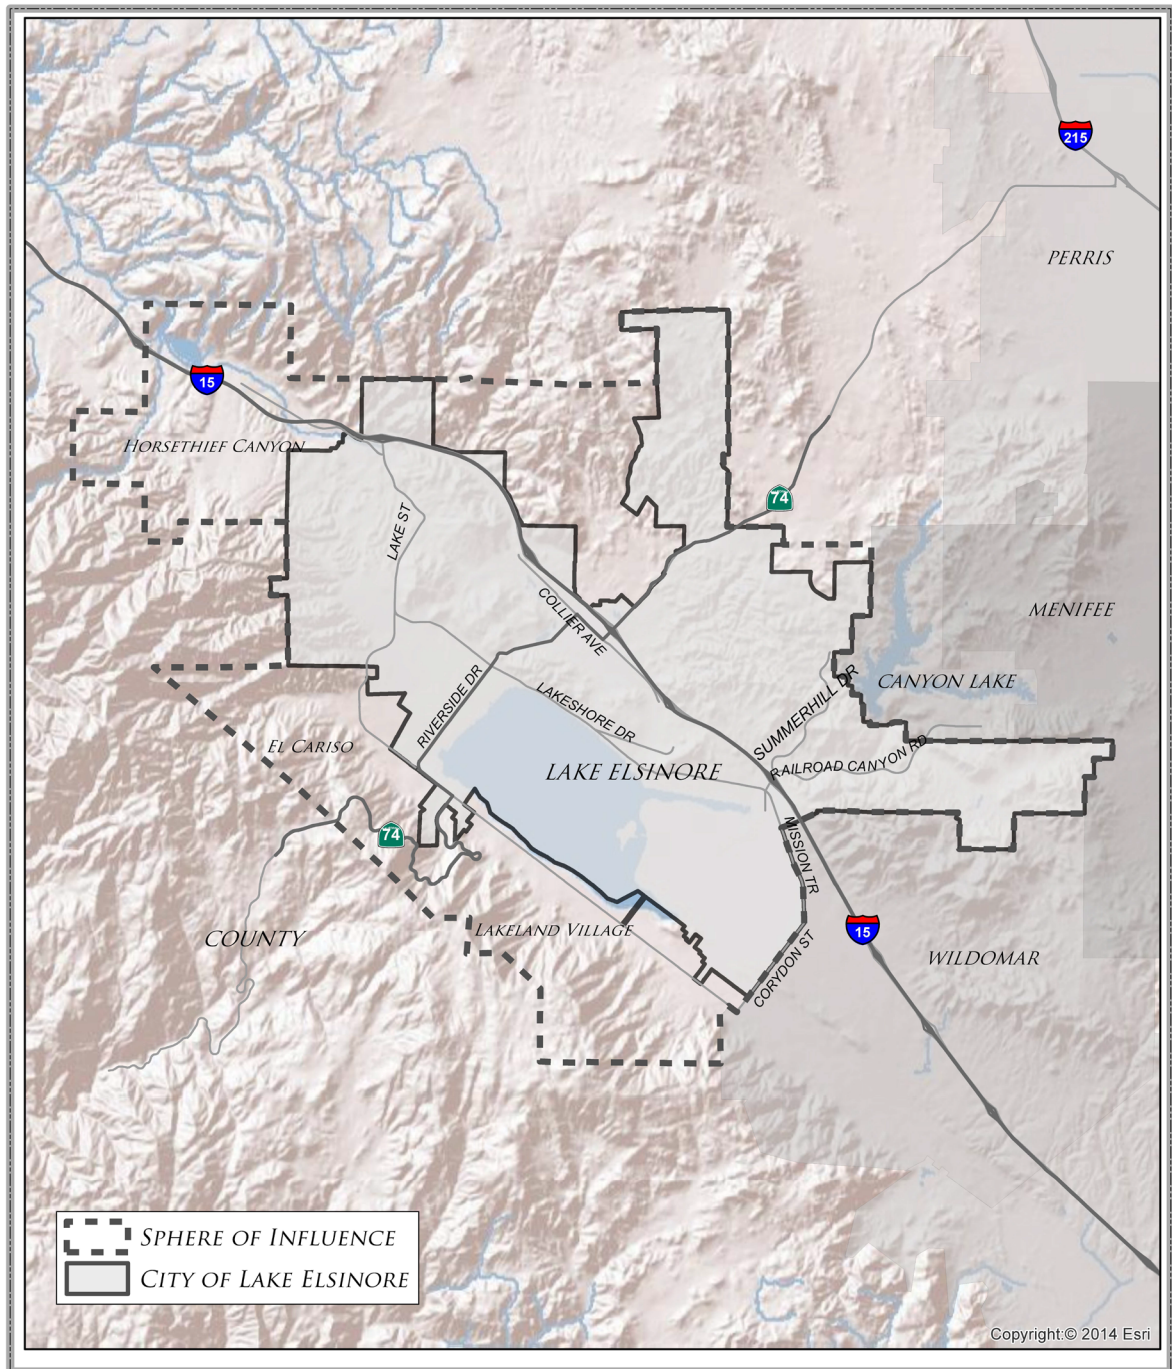 215
PERRIS
15
HORSETHIEF CANYON
74
LAKE ST
COLLIER AVE
MENIFEE
RIVERSIDE DR
LAKESHORE DR
SUMMERHILL DR
CANYON LAKE
EL CARISO
LAKE ELSINORE
RAILROAD CANYON RD
74
MISSION TR
COUNTY
LAKELAND VILLAGE
15
CORYDON ST
WILDOMAR
SPHERE OF INFLUENCE
CITY OF LAKE ELSINORE
Copyright:© 2014 Esri